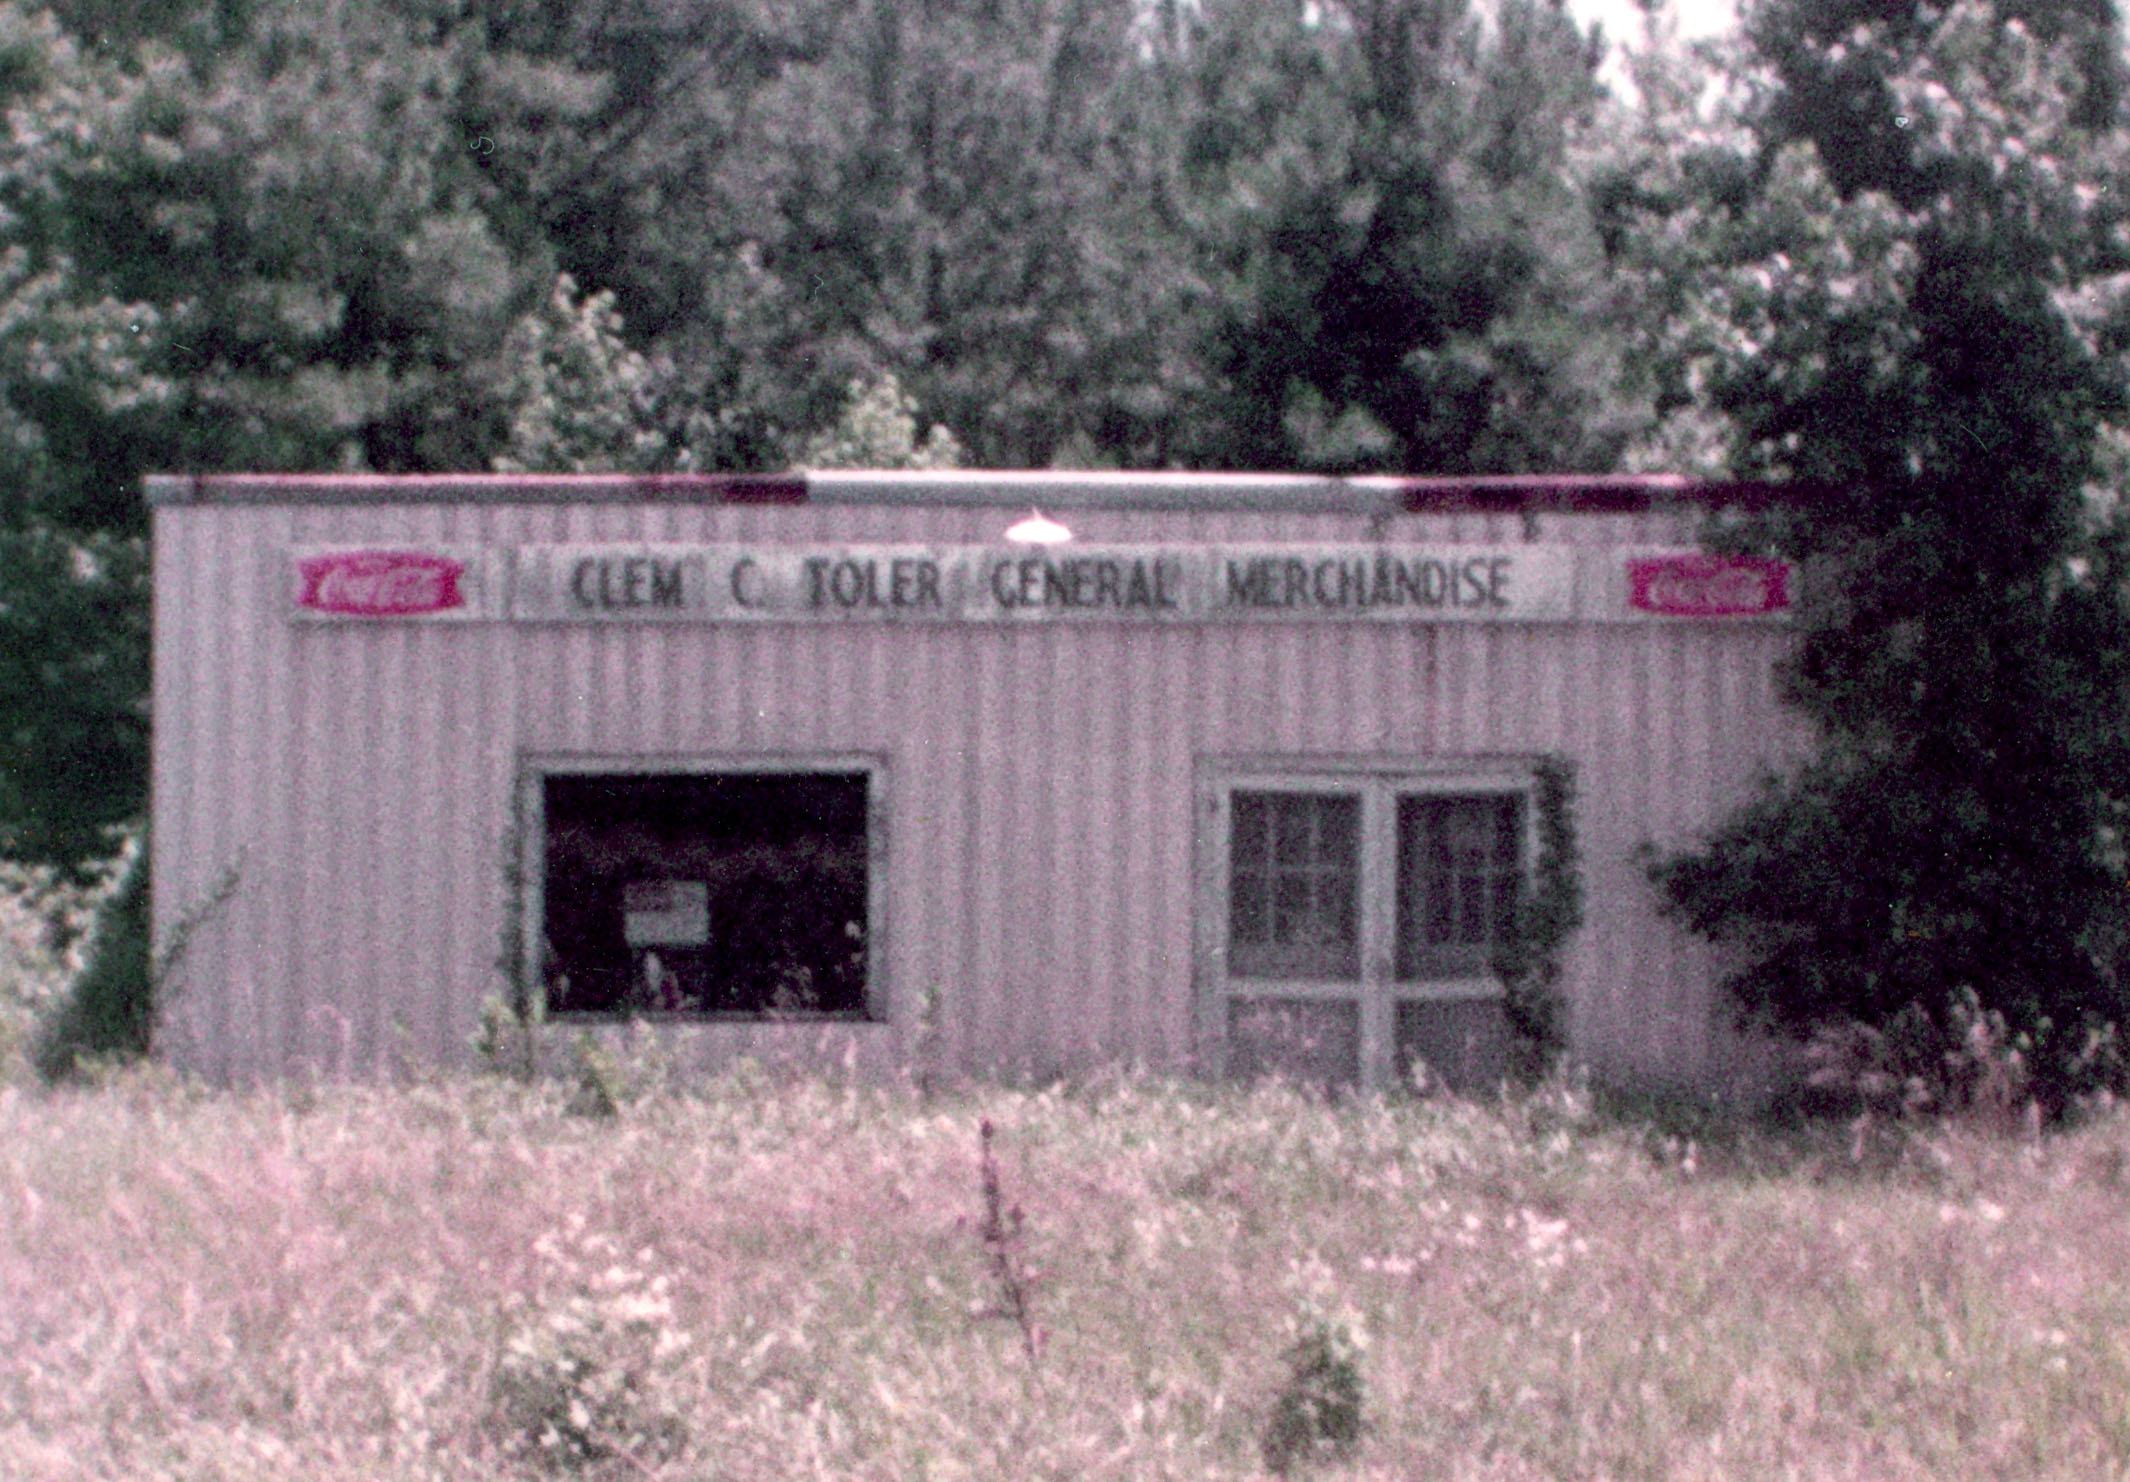 Coca-Cola CLEM C. TOLER GENERAL MERCHANDISE Coca-Cola